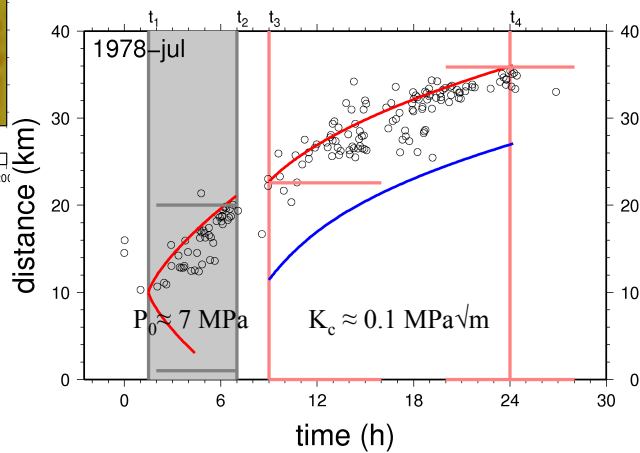 t1 t2 t3 t4
40 40
1978–jul
30 30
20 20
10 10
0 0
P0≈ 7 MPa Kc ≈ 0.1 MPa√m
distance (km)
0 6 12 18 24 30
time (h)